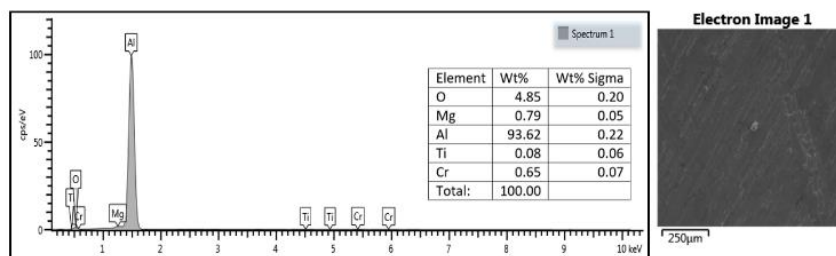 Electron Image 1
Spectrum 1
100
50
0
cps/eV
Al
O
Ti
Cr
Mg
Ti
Ti
Cr
Cr
1 2 3 4 5 6 7 8 9 10 keV
Element Wt% Wt% Sigma
O 4.85 0.20
Mg 0.79 0.05
Al 93.62 0.22
Ti 0.08 0.06
Cr 0.65 0.07
Total: 100.00
250µm